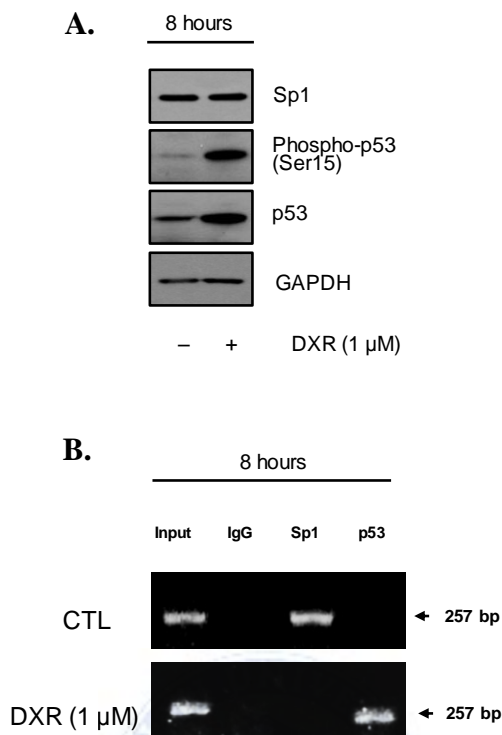 A.
8 hours
Sp1
Phospho-p53
(Ser15)
p53
GAPDH
– + DXR (1 µM)
B.
8 hours
Input IgG Sp1 p53
CTL 257 bp
DXR (1 µM) 257 bp